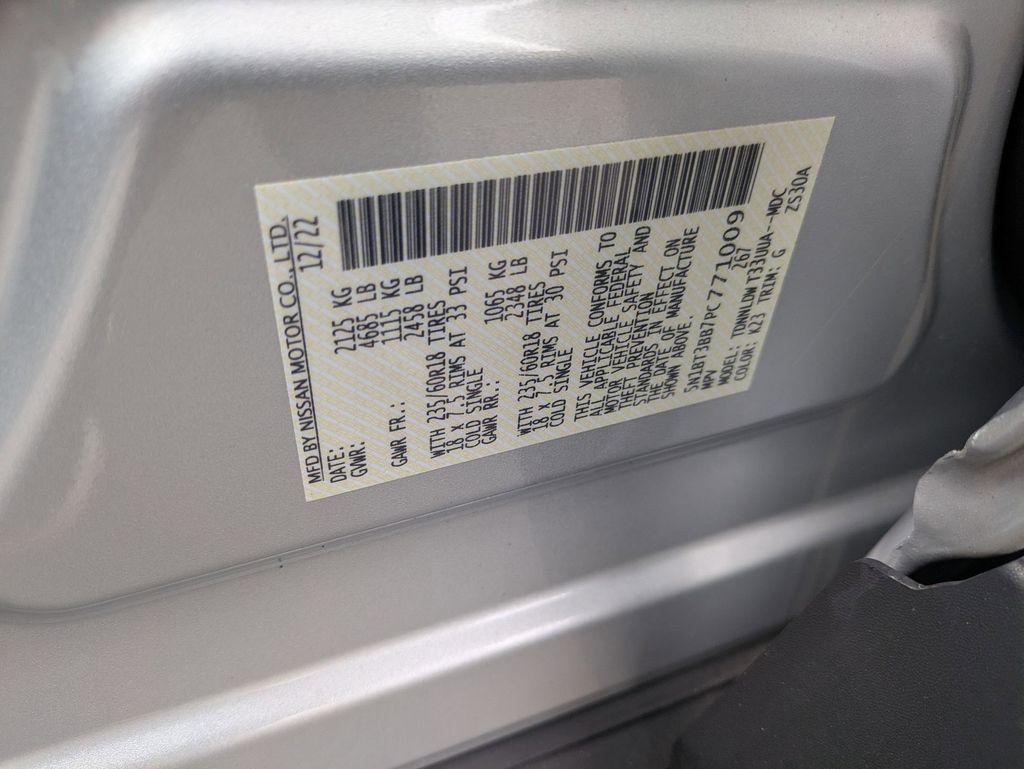 MFD BY NISSAN MOTOR CO., LTD.
DATE: 12/22
GVWR: 2125 KG
4685 LB
GAWR FR.: 1115 KG
2458 LB
WITH 235/60R18 TIRES
18 X 7.5 RIMS AT 33 PSI
COLD SINGLE
GAWR RR.: 1065 KG
2348 LB
WITH 235/60R18 TIRES
18 X 7.5 RIMS AT 30 PSI
COLD SINGLE
THIS VEHICLE CONFORMS TO
ALL APPLICABLE FEDERAL
MOTOR VEHICLE SAFETY AND
THEFT PREVENTION
STANDARDS IN EFFECT ON
THE DATE OF MANUFACTURE
SHOWN ABOVE.
5N1BT3BB7PC771009
MPV 267
MODEL: TDNNLDW T33UUA--MDC
COLOR: K23 TRIM: G ZS30A